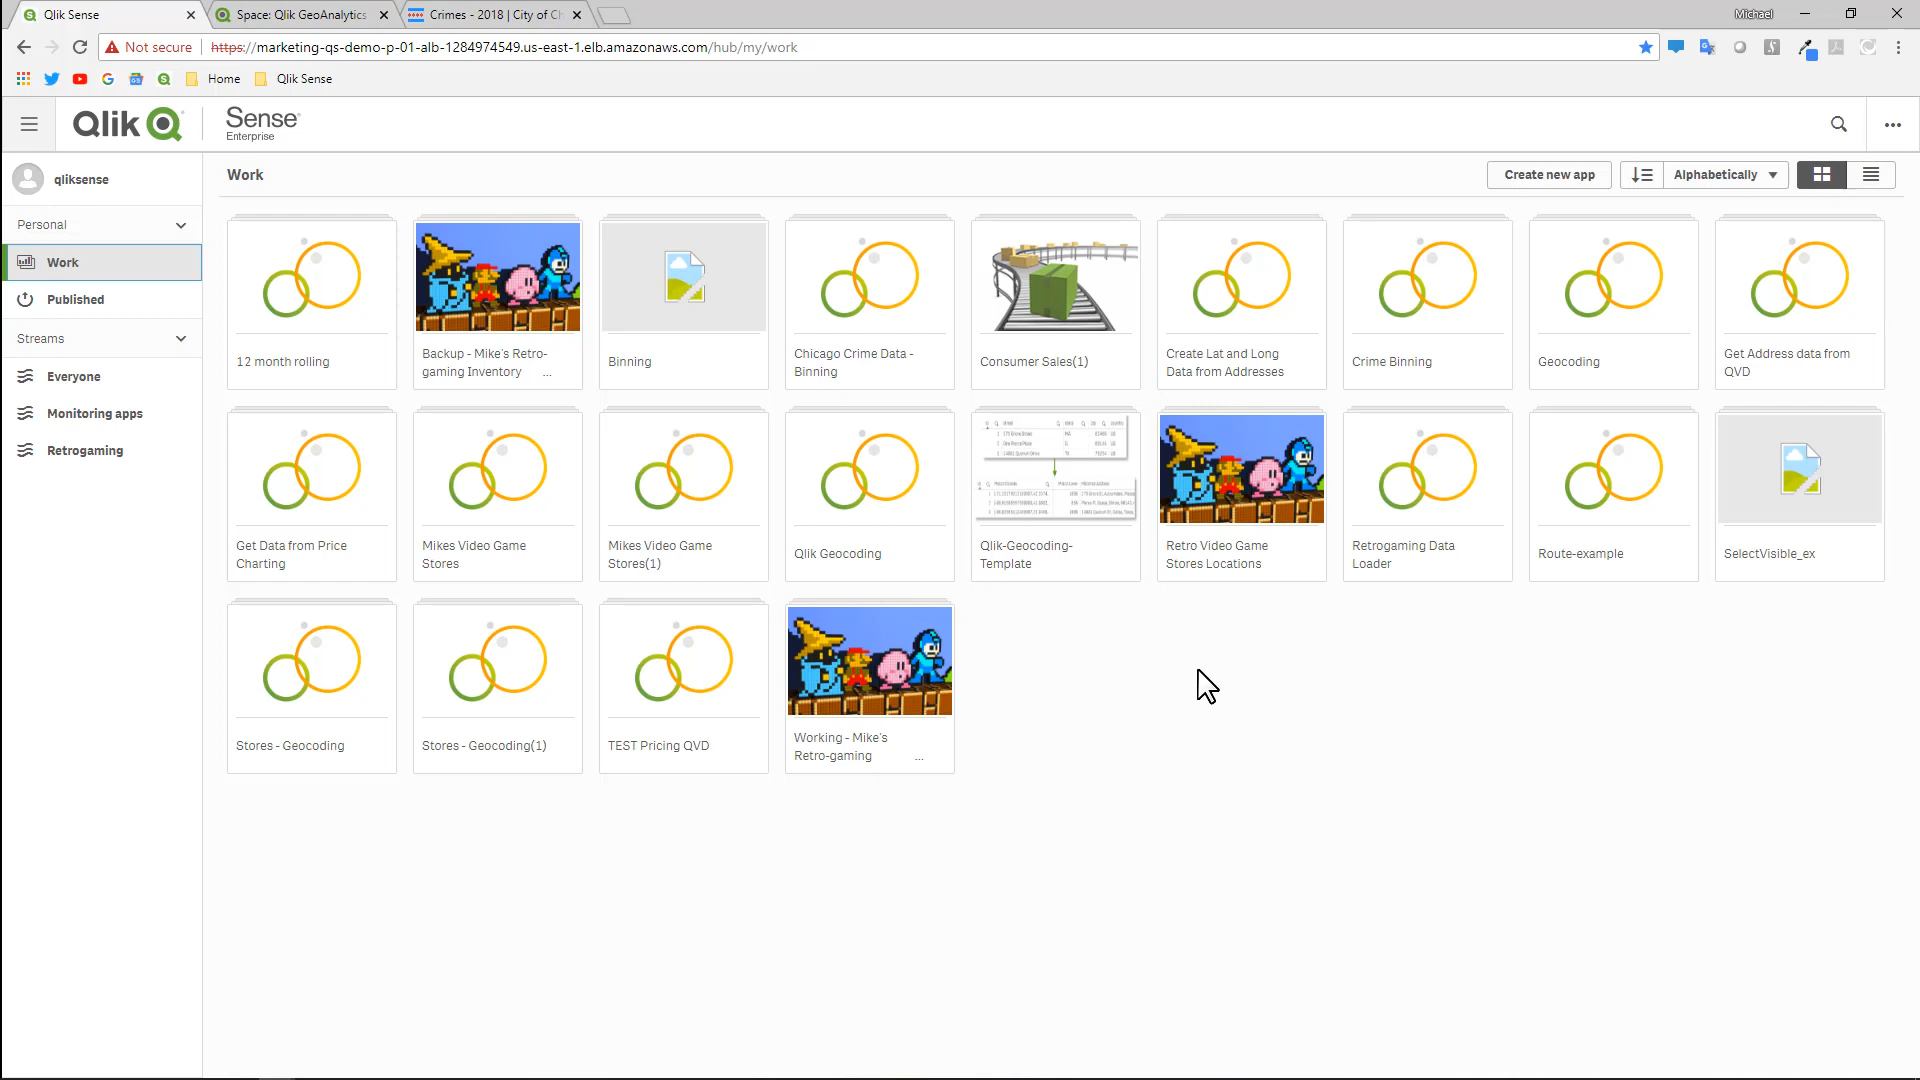 Qlik Sense
Space: Qlik GeoAnalytics
Crimes - 2018 | City of Ch
Michael
Not secure
https://marketing-qs-demo-p-01-alb-1284974549.us-east-1.elb.amazonaws.com/hub/my/work
Home
Qlik Sense
Qlik
Sense
Enterprise
qliksense
Work
Create new app
Alphabetically
Personal
Work
Published
Streams
Everyone
Monitoring apps
Retrogaming
12 month rolling
Backup - Mike's Retro-
gaming Inventory ...
Binning
Chicago Crime Data -
Binning
Consumer Sales(1)
Create Lat and Long
Data from Addresses
Crime Binning
Geocoding
Get Address data from
QVD
Get Data from Price
Charting
Mikes Video Game
Stores
Mikes Video Game
Stores(1)
Qlik Geocoding
Qlik-Geocoding-
Template
Retro Video Game
Stores Locations
Retrogaming Data
Loader
Route-example
SelectVisible_ex
Stores - Geocoding
Stores - Geocoding(1)
TEST Pricing QVD
Working - Mike's
Retro-gaming ...